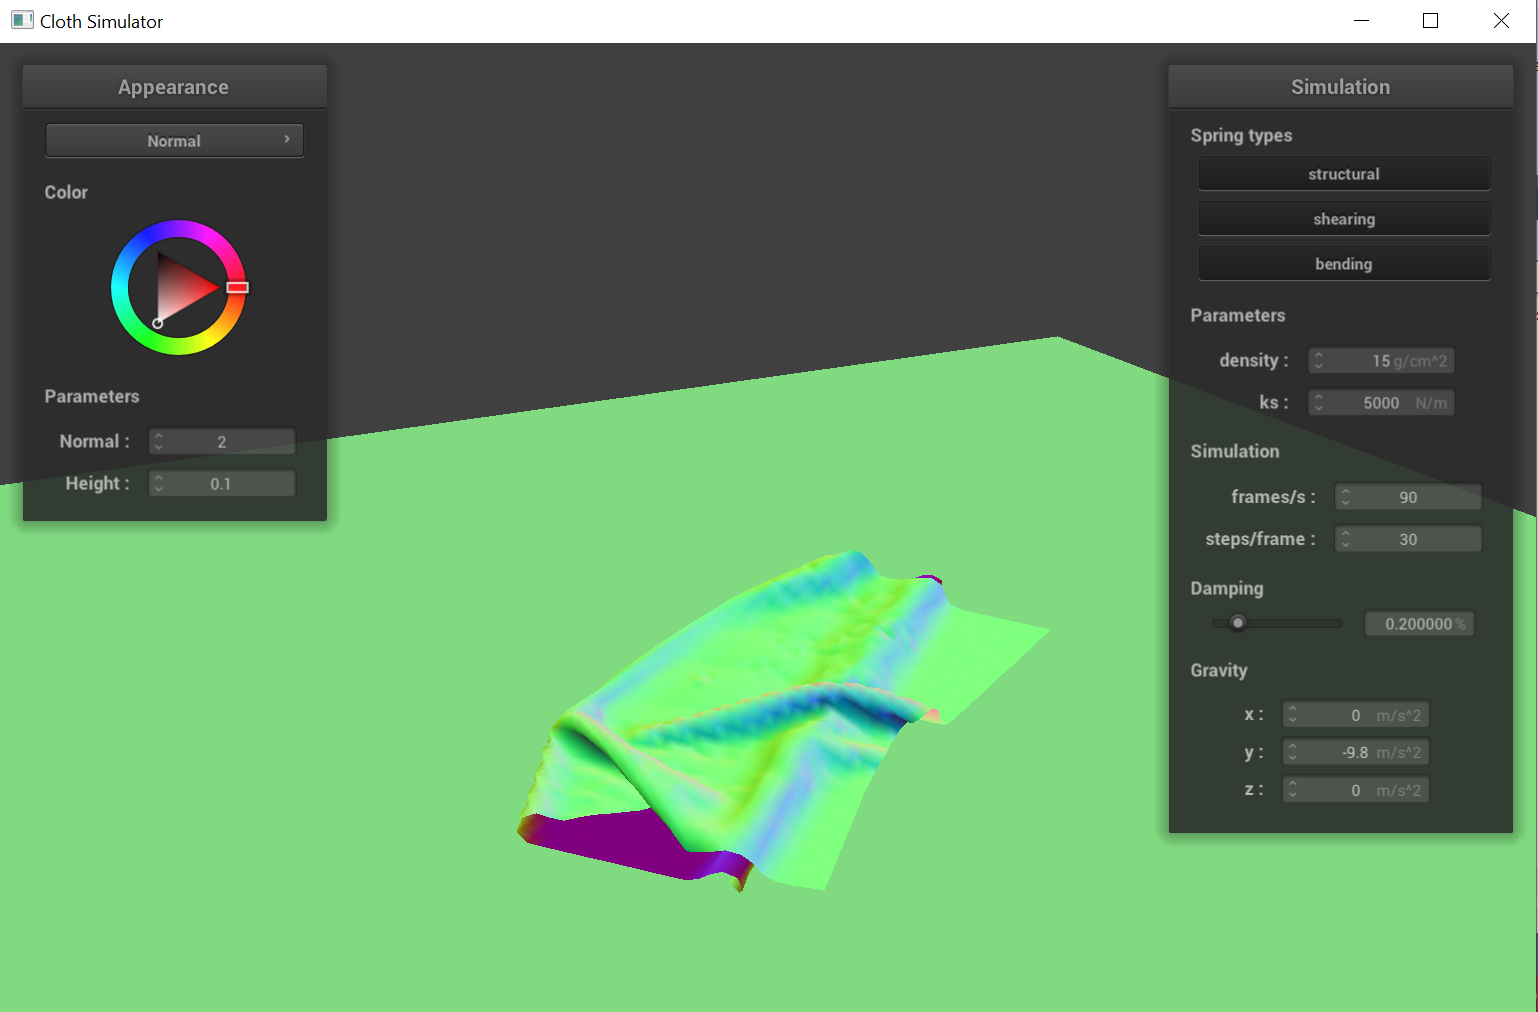 Cloth Simulator
Appearance
Normal
Color
Parameters
Normal : 2
Height : 0.1
Simulation
Spring types
structural
shearing
bending
Parameters
density : 15 g/cm^2
ks : 5000 N/m
Simulation
frames/s : 90
steps/frame : 30
Damping
0.200000 %
Gravity
x : 0 m/s^2
y : -9.8 m/s^2
z : 0 m/s^2